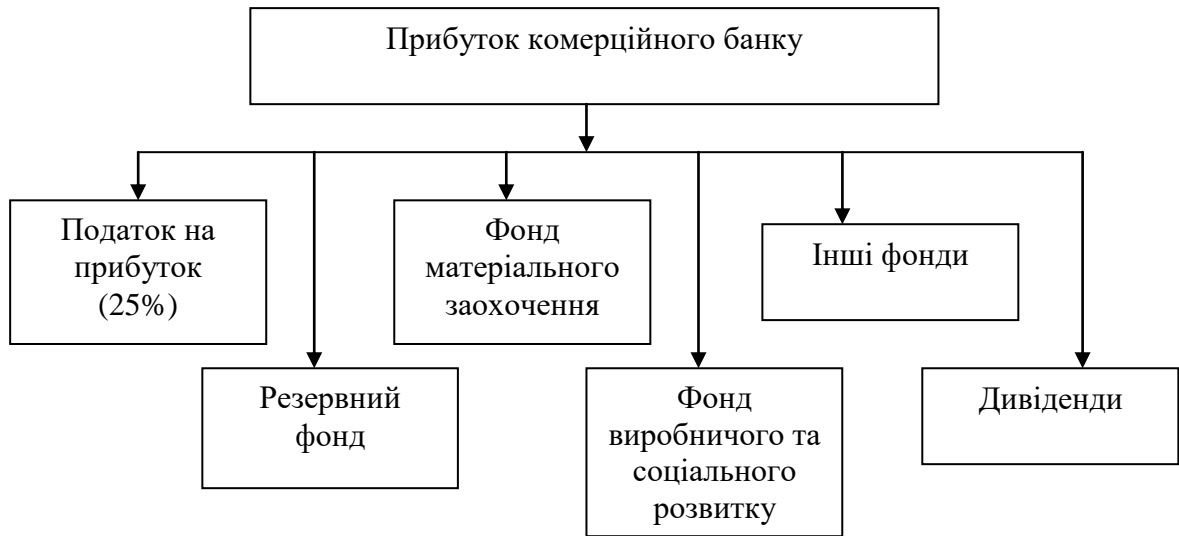 Прибуток комерційного банку
Податок на
прибуток
(25%)
Фонд
матеріального
заохочення
Інші фонди
Резервний
фонд
Фонд
виробничого та
соціального
розвитку
Дивіденди